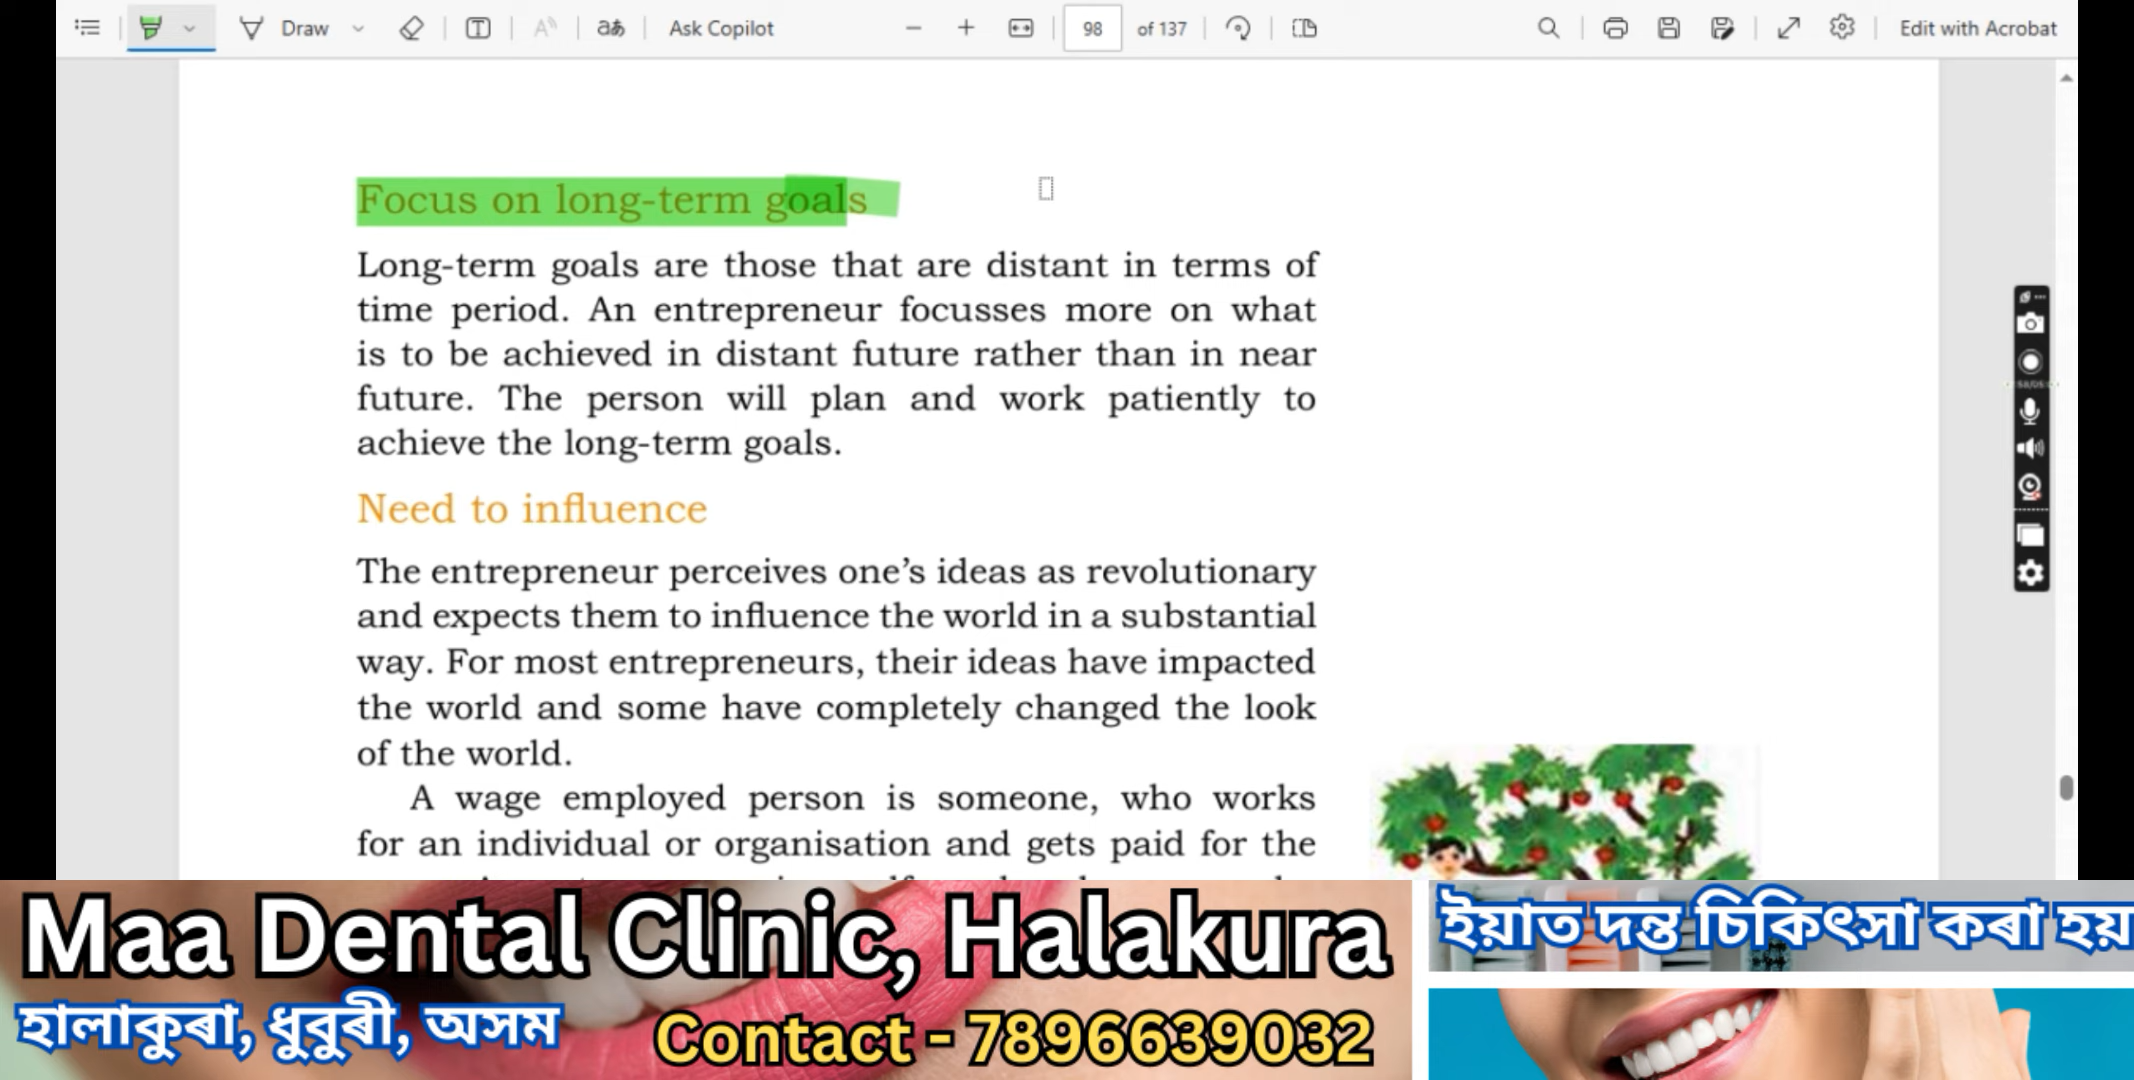 Draw
Ask Copilot
98 of 137
Edit with Acrobat
Focus on long-term goals
Long-term goals are those that are distant in terms of
time period. An entrepreneur focusses more on what
is to be achieved in distant future rather than in near
future. The person will plan and work patiently to
achieve the long-term goals.
Need to influence
The entrepreneur perceives one’s ideas as revolutionary
and expects them to influence the world in a substantial
way. For most entrepreneurs, their ideas have impacted
the world and some have completely changed the look
of the world.
A wage employed person is someone, who works
for an individual or organisation and gets paid for the
Maa Dental Clinic, Halakura
হালাকুৰা, ধুবুৰী, অসম
Contact - 7896639032
ইয়াত দন্ত চিকিৎসা কৰা হয়